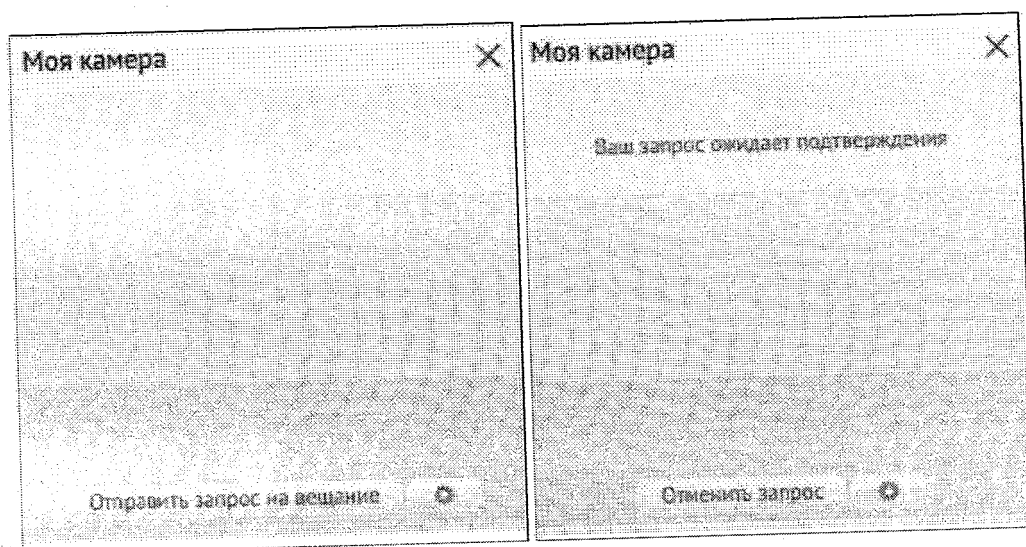 Моя камера
Отправить запрос на вещание
Моя камера
Ваш запрос ожидает подтверждения
Отменить запрос